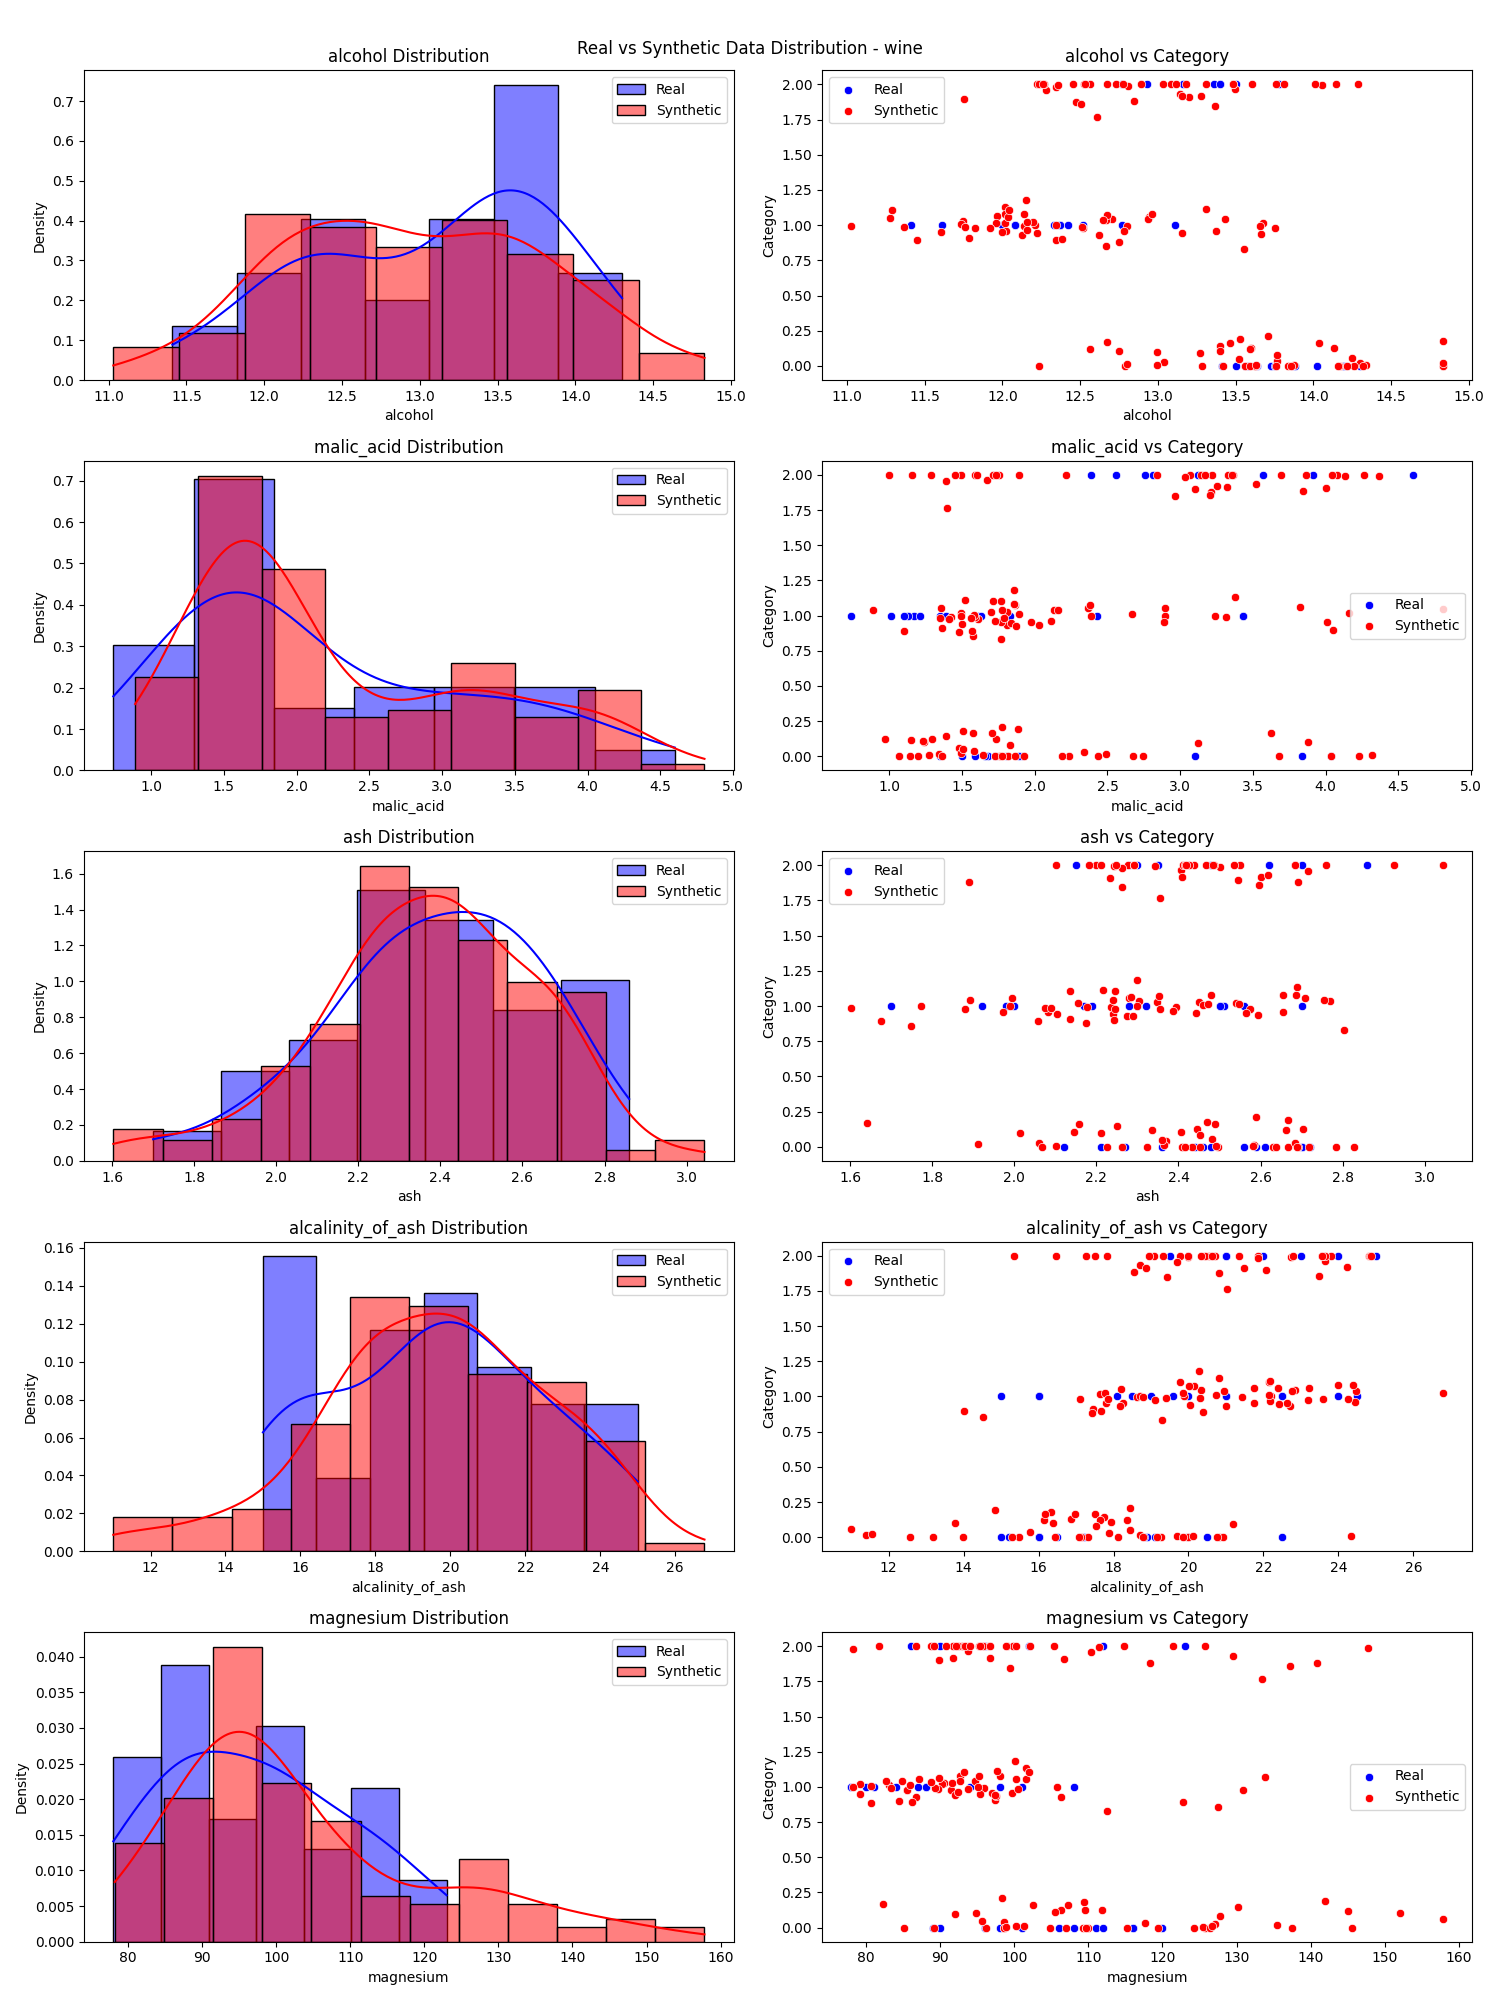 Real vs Synthetic Data Distribution - wine
alcohol Distribution
Density
0.7
0.6
0.5
0.4
0.3
0.2
0.1
0.0
Real
Synthetic
11.0 11.5 12.0 12.5 13.0 13.5 14.0 14.5 15.0
alcohol
alcohol vs Category
Category
2.00
1.75
1.50
1.25
1.00
0.75
0.50
0.25
0.00
Real
Synthetic
11.0 11.5 12.0 12.5 13.0 13.5 14.0 14.5 15.0
alcohol
malic_acid Distribution
Density
0.7
0.6
0.5
0.4
0.3
0.2
0.1
0.0
Real
Synthetic
1.0 1.5 2.0 2.5 3.0 3.5 4.0 4.5 5.0
malic_acid
malic_acid vs Category
Category
2.00
1.75
1.50
1.25
1.00
0.75
0.50
0.25
0.00
Real
Synthetic
1.0 1.5 2.0 2.5 3.0 3.5 4.0 4.5 5.0
malic_acid
ash Distribution
Density
1.6
1.4
1.2
1.0
0.8
0.6
0.4
0.2
0.0
Real
Synthetic
1.6 1.8 2.0 2.2 2.4 2.6 2.8 3.0
ash
ash vs Category
Category
2.00
1.75
1.50
1.25
1.00
0.75
0.50
0.25
0.00
Real
Synthetic
1.6 1.8 2.0 2.2 2.4 2.6 2.8 3.0
ash
alcalinity_of_ash Distribution
Density
0.16
0.14
0.12
0.10
0.08
0.06
0.04
0.02
0.00
Real
Synthetic
12 14 16 18 20 22 24 26
alcalinity_of_ash
alcalinity_of_ash vs Category
Category
2.00
1.75
1.50
1.25
1.00
0.75
0.50
0.25
0.00
Real
Synthetic
12 14 16 18 20 22 24 26
alcalinity_of_ash
magnesium Distribution
Density
0.040
0.035
0.030
0.025
0.020
0.015
0.010
0.005
0.000
Real
Synthetic
80 90 100 110 120 130 140 150 160
magnesium
magnesium vs Category
Category
2.00
1.75
1.50
1.25
1.00
0.75
0.50
0.25
0.00
Real
Synthetic
80 90 100 110 120 130 140 150 160
magnesium